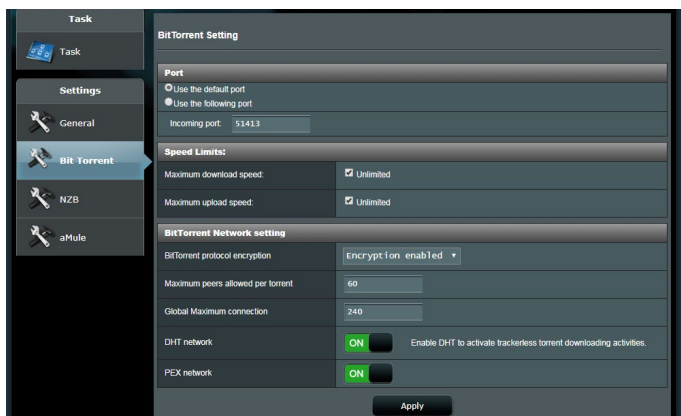 Task
Task
Settings
General
Bit Torrent
NZB
aMule
BitTorrent Setting
Port
Use the default port
Use the following port
Incoming port: 51413
Speed Limits:
Maximum download speed: Unlimited
Maximum upload speed: Unlimited
BitTorrent Network setting
BitTorrent protocol encryption Encryption enabled
Maximum peers allowed per torrent 60
Global Maximum connection 240
DHT network ON Enable DHT to activate trackerless torrent downloading activities.
PEX network ON
Apply